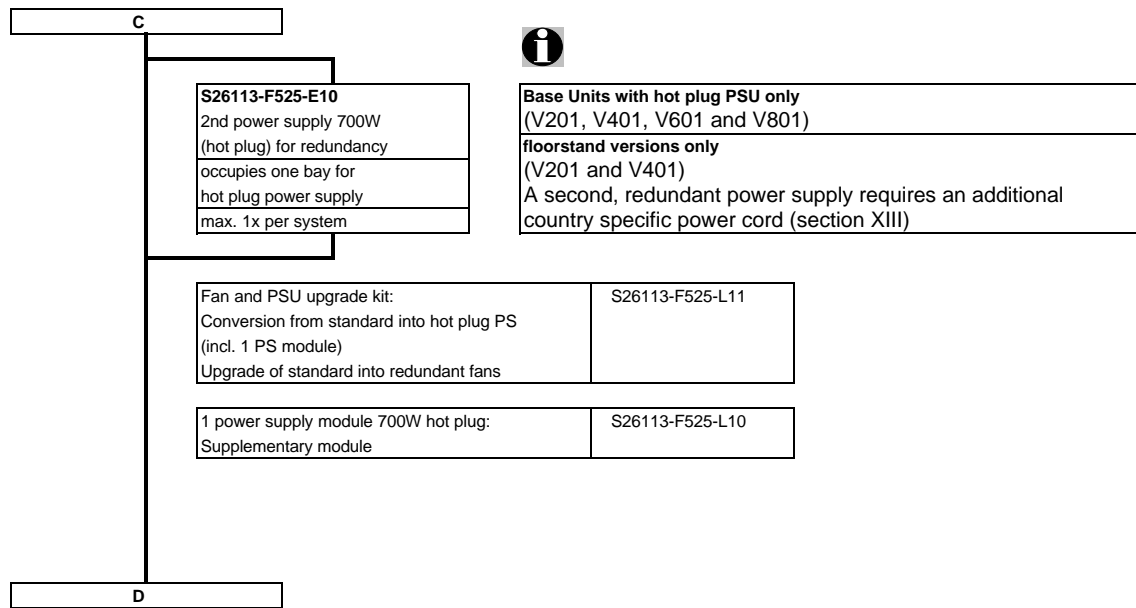 C
S26113-F525-E10
2nd power supply 700W
(hot plug) for redundancy
occupies one bay for
hot plug power supply
max. 1x per system
Base Units with hot plug PSU only
(V201, V401, V601 and V801)
floorstand versions only
(V201 and V401)
A second, redundant power supply requires an additional
country specific power cord (section XIII)
Fan and PSU upgrade kit:
S26113-F525-L11
Conversion from standard into hot plug PS
(incl. 1 PS module)
Upgrade of standard into redundant fans
1 power supply module 700W hot plug:
S26113-F525-L10
Supplementary module
D